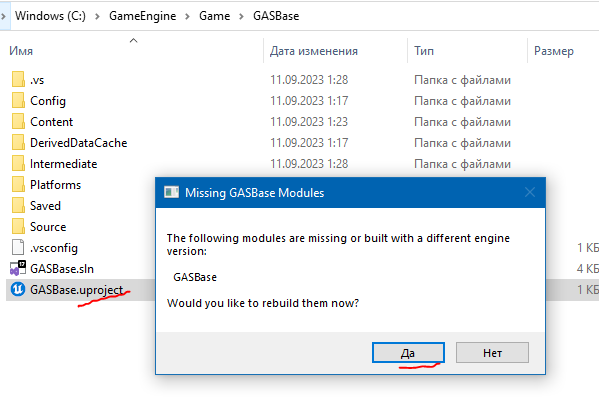 Windows (C:) › GameEngine › Game › GASBase
Имя Дата изменения Тип Размер
.vs 11.09.2023 1:28 Папка с файлами
Config 11.09.2023 1:17 Папка с файлами
Content 11.09.2023 1:23 Папка с файлами
DerivedDataCache 11.09.2023 1:17 Папка с файлами
Intermediate 11.09.2023 1:28 Папка с файлами
Platforms
Saved
Source
.vsconfig 1 КБ
GASBase.sln 4 КБ
GASBase.uproject 1 КБ
Missing GASBase Modules
The following modules are missing or built with a different engine
version:
GASBase
Would you like to rebuild them now?
Да Нет